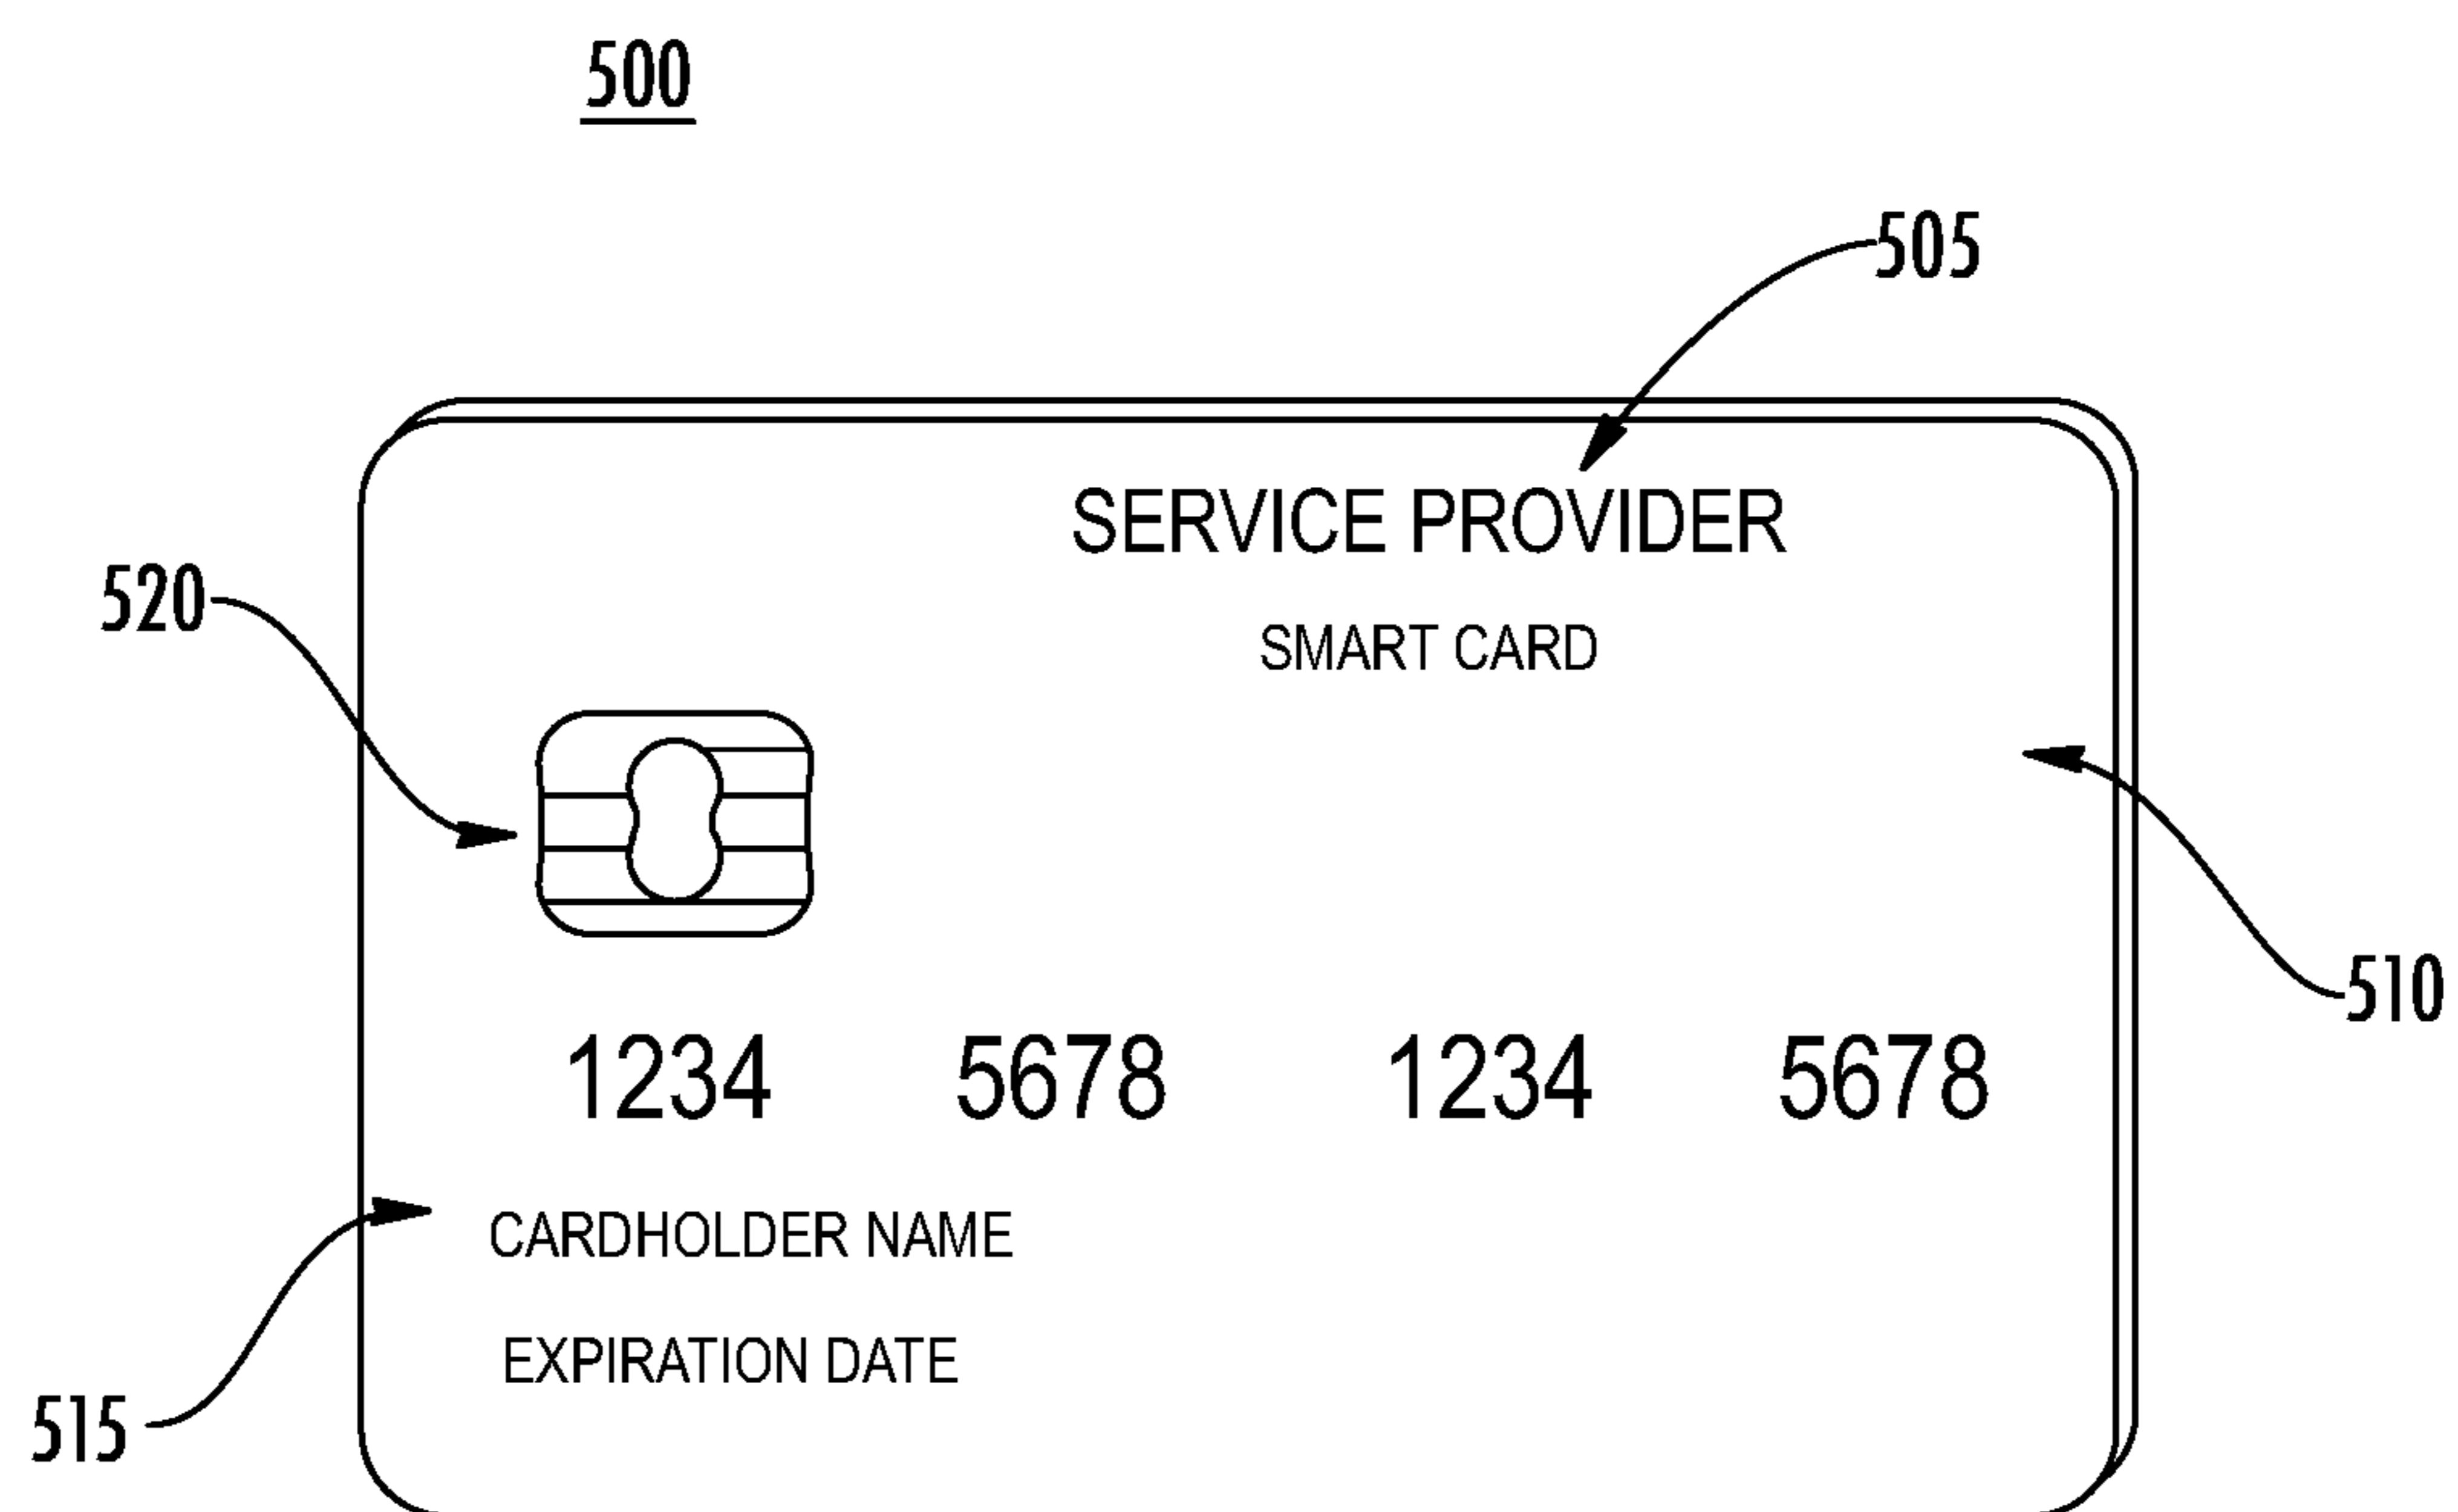 500
505
SERVICE PROVIDER
520
SMART CARD
510
1234 5678 1234 5678
CARDHOLDER NAME
EXPIRATION DATE
515